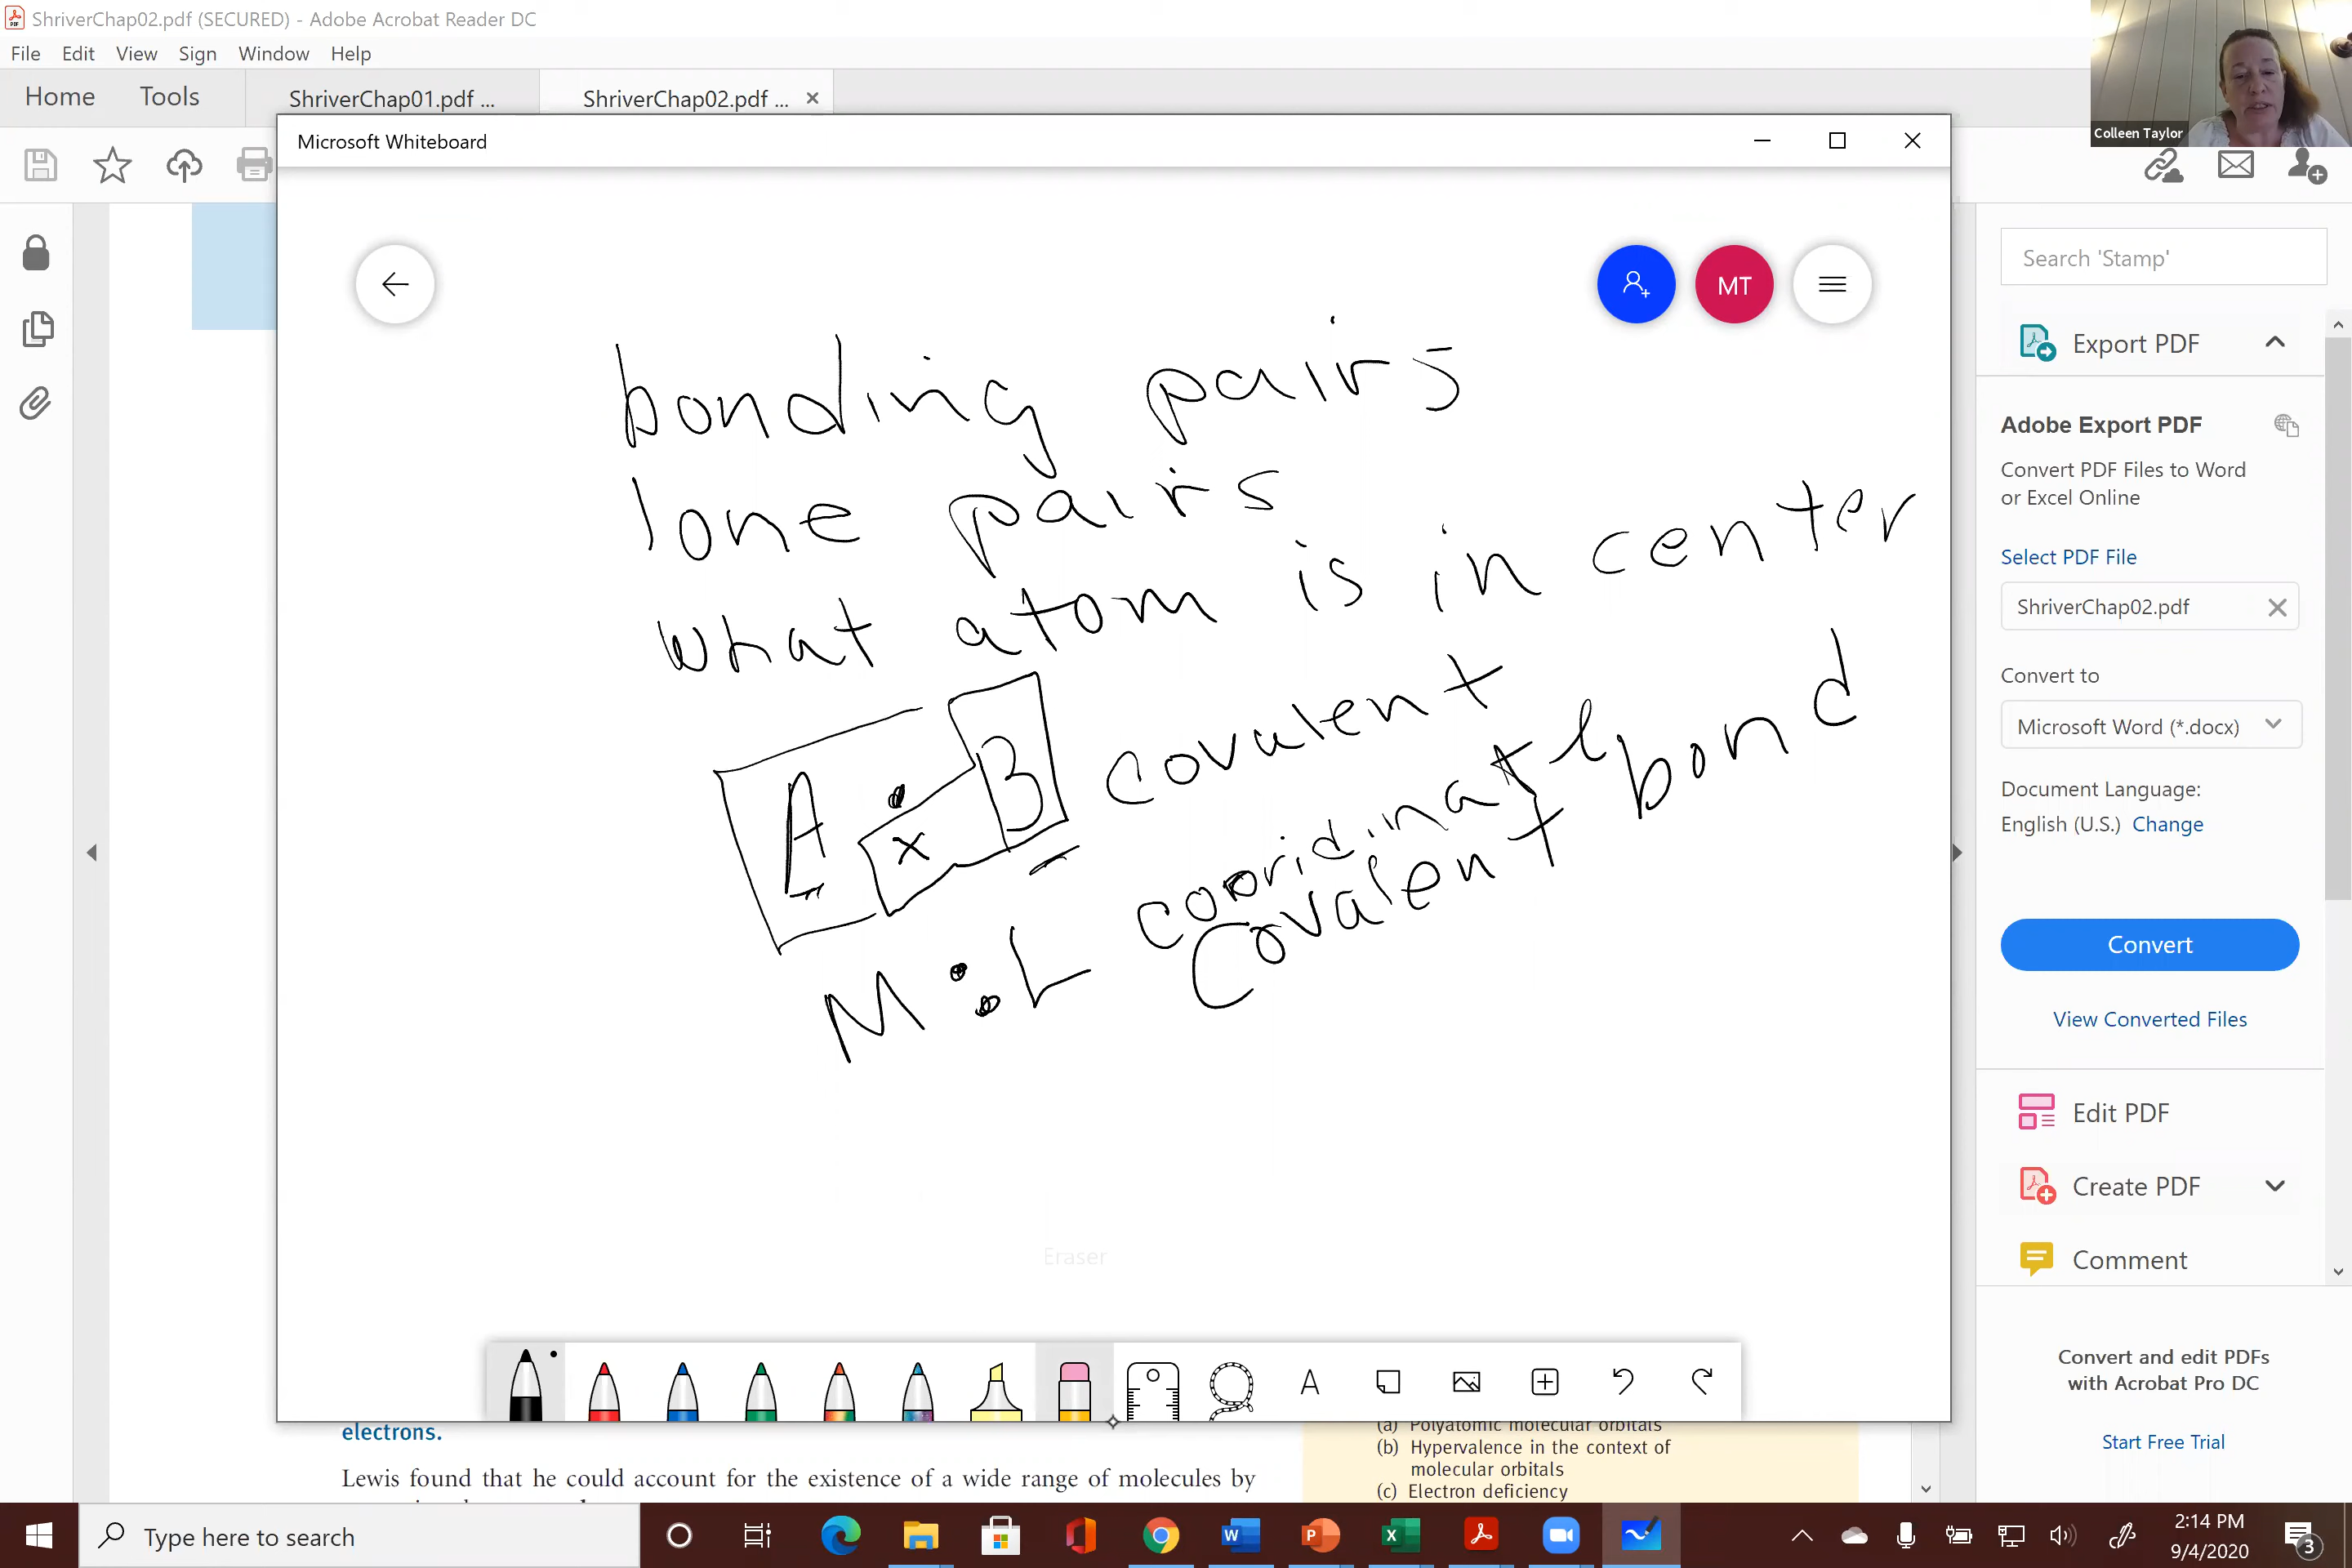 ShriverChap02.pdf (SECURED) - Adobe Acrobat Reader DC
File Edit View Sign Window Help
Home Tools ShriverChap01.pdf ... ShriverChap02.pdf ...
Colleen Taylor
Microsoft Whiteboard
MT
bonding pairs
lone pairs
what atom is in center
A • x B covalent
cooridinate
covalent bond
M : L
Eraser
A
Search 'Stamp'
Export PDF
Adobe Export PDF
Convert PDF Files to Word
or Excel Online
Select PDF File
ShriverChap02.pdf
Convert to
Microsoft Word (*.docx)
Document Language:
English (U.S.) Change
Convert
View Converted Files
Edit PDF
Create PDF
Comment
Convert and edit PDFs
with Acrobat Pro DC
Start Free Trial
electrons.
Lewis found that he could account for the existence of a wide range of molecules by
(a) Polyatomic molecular orbitals
(b) Hypervalence in the context of
molecular orbitals
(c) Electron deficiency
Type here to search
2:14 PM
9/4/2020
3